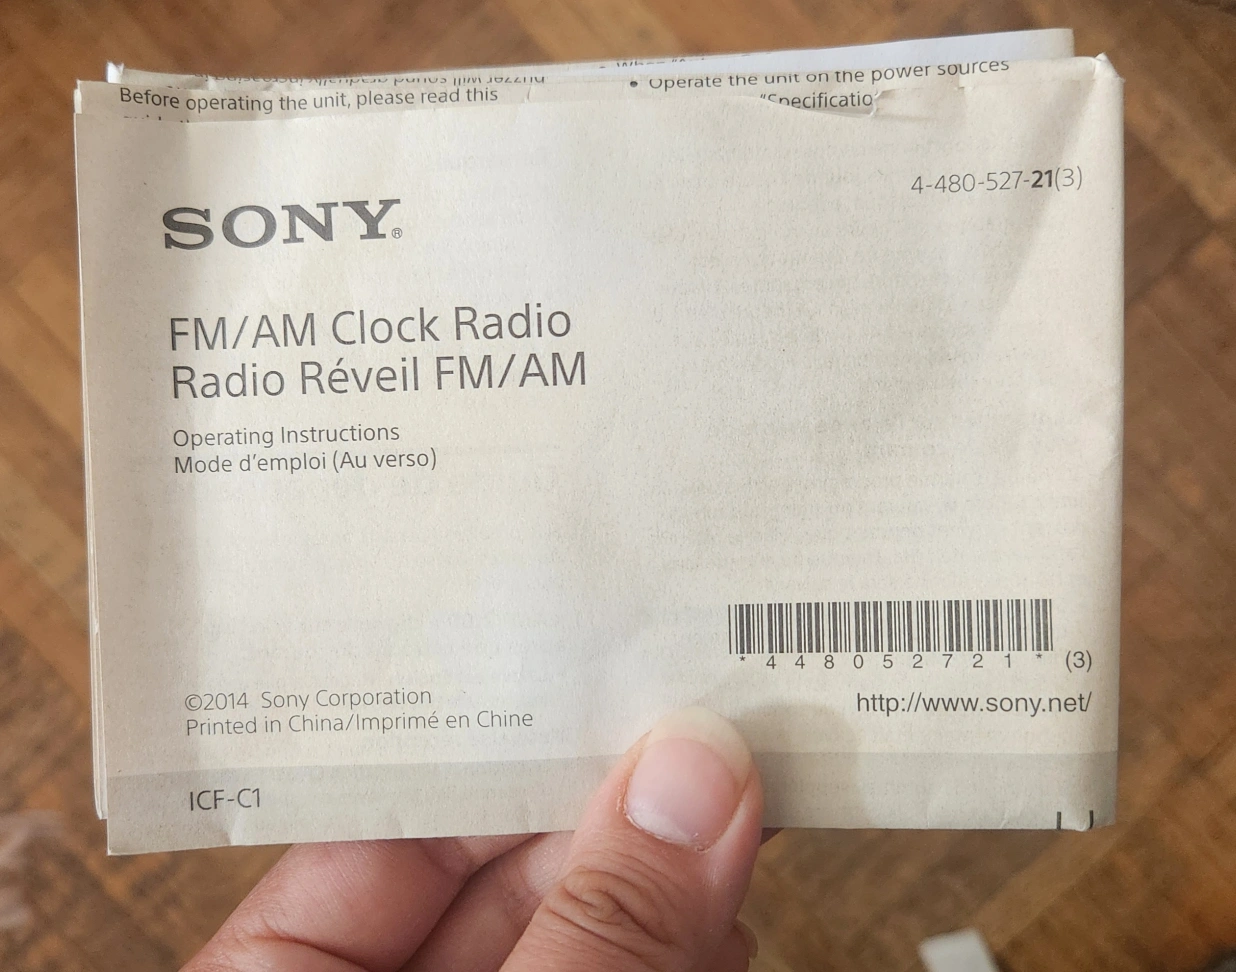 Before operating the unit, please read this
• Operate the unit on the power sources
"Specificatio
4-480-527-21(3)
SONY®
FM/AM Clock Radio
Radio Réveil FM/AM
Operating Instructions
Mode d'emploi (Au verso)
* 4 4 8 0 5 2 7 2 1 * (3)
©2014 Sony Corporation
Printed in China/Imprimé en Chine
http://www.sony.net/
ICF-C1